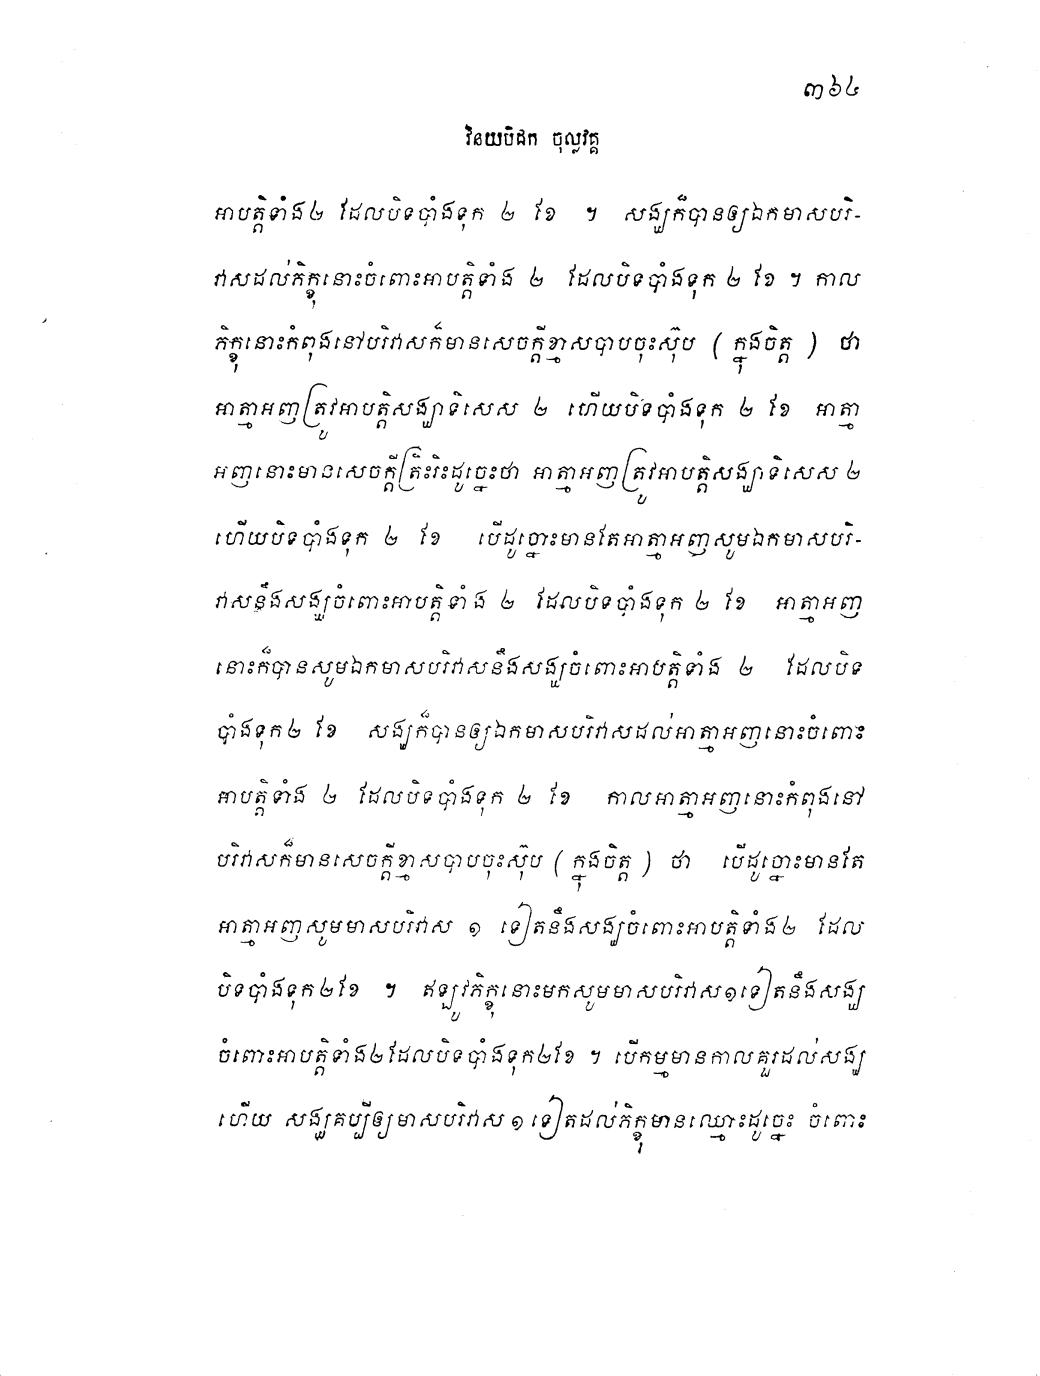 ៣៦៤
វិនយបិដក ចុល្លវគ្គ
អាបត្តិទាំង២ ដែលបិទបាំងទុក ២ ខែ ។ សង្ឃក៏បានឲ្យឯកមាសបរិ-
វាសដល់ភិក្ខុនោះចំពោះអាបត្តិទាំង ២ ដែលបិទបាំងទុក ២ ខែ ។ កាល
ភិក្ខុនោះកំពុងនៅបរិវាសក៏មានសេចក្តីខ្មាសបាបចុះស៊ុប ( ក្នុងចិត្ត ) ថា
អាត្មាអញត្រូវអាបត្តិសង្ឃាទិសេស ២ ហើយបិទបាំងទុក ២ ខែ អាត្មា
អញនោះមានសេចក្តីត្រិះរិះដូច្នេះថា អាត្មាអញត្រូវអាបត្តិសង្ឃាទិសេស ២
ហើយបិទបាំងទុក ២ ខែ បើដូច្នោះមានតែអាត្មាអញសូមឯកមាសបរិ-
វាសនឹងសង្ឃចំពោះអាបត្តិទាំង ២ ដែលបិទបាំងទុក ២ ខែ អាត្មាអញ
នោះក៏បានសូមឯកមាសបរិវាសនឹងសង្ឃចំពោះអាបត្តិទាំង ២ ដែលបិទ
បាំងទុក២ ខែ សង្ឃក៏បានឲ្យឯកមាសបរិវាសដល់អាត្មាអញនោះចំពោះ
អាបត្តិទាំង ២ ដែលបិទបាំងទុក ២ ខែ កាលអាត្មាអញនោះកំពុងនៅ
បរិវាសក៏មានសេចក្តីខ្មាសបាបចុះស៊ុប ( ក្នុងចិត្ត ) ថា បើដូច្នោះមានតែ
អាត្មាអញសូមមាសបរិវាស ១ ទៀតនឹងសង្ឃចំពោះអាបត្តិទាំង២ ដែល
បិទបាំងទុក២ខែ ។ ឥឡូវភិក្ខុនោះមកសូមមាសបរិវាស១ទៀតនឹងសង្ឃ
ចំពោះអាបត្តិទាំង២ដែលបិទបាំងទុក២ខែ ។ បើកម្មមានកាលគួរដល់សង្ឃ
ហើយ សង្ឃគប្បីឲ្យមាសបរិវាស ១ ទៀតដល់ភិក្ខុមានឈ្មោះដូច្នេះ ចំពោះ